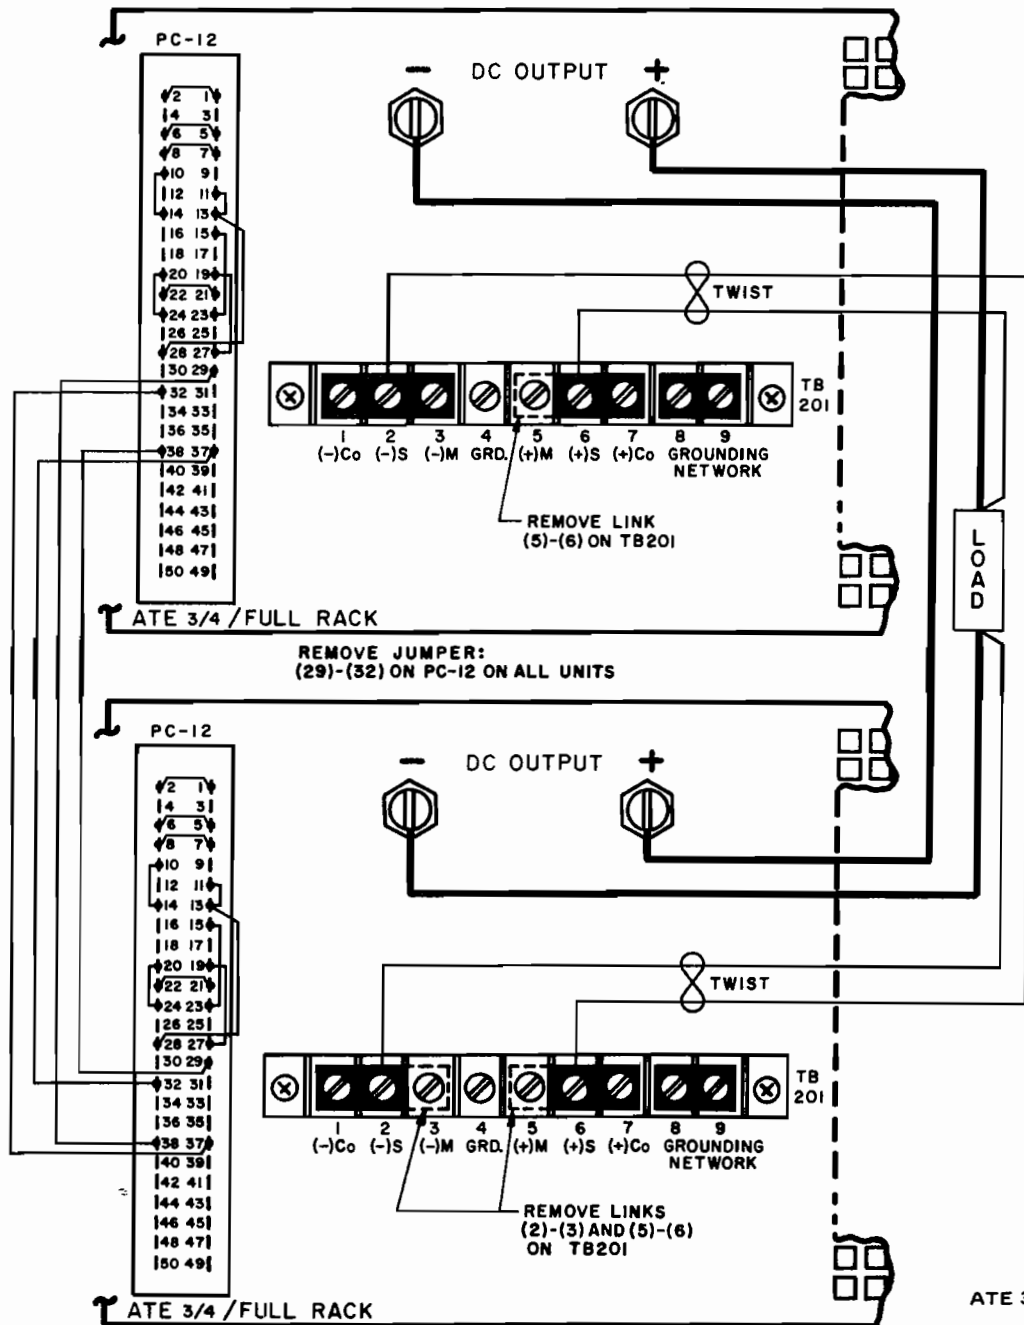 PC-12
– DC OUTPUT +
2 1
4 3
6 5
8 7
10 9
12 11
14 13
16 15
18 17
20 19
22 21
24 23
26 25
28 27
30 29
32 31
34 33
36 35
38 37
40 39
42 41
44 43
46 45
48 47
50 49
TWIST
TB
201
1 2 3 4 5 6 7 8 9
(-)Co (-)S (-)M GRD. (+)M (+)S (+)Co GROUNDING
NETWORK
REMOVE LINK
(5)-(6) ON TB201
LOAD
ATE 3/4 / FULL RACK
REMOVE JUMPER:
(29)-(32) ON PC-12 ON ALL UNITS
PC-12
– DC OUTPUT +
2 1
4 3
6 5
8 7
10 9
12 11
14 13
16 15
18 17
20 19
22 21
24 23
26 25
28 27
30 29
32 31
34 33
36 35
38 37
40 39
42 41
44 43
46 45
48 47
50 49
TWIST
TB
201
1 2 3 4 5 6 7 8 9
(-)Co (-)S (-)M GRD. (+)M (+)S (+)Co GROUNDING
NETWORK
REMOVE LINKS
(2)-(3) AND (5)-(6)
ON TB201
ATE 3/4 / FULL RACK
ATE 3